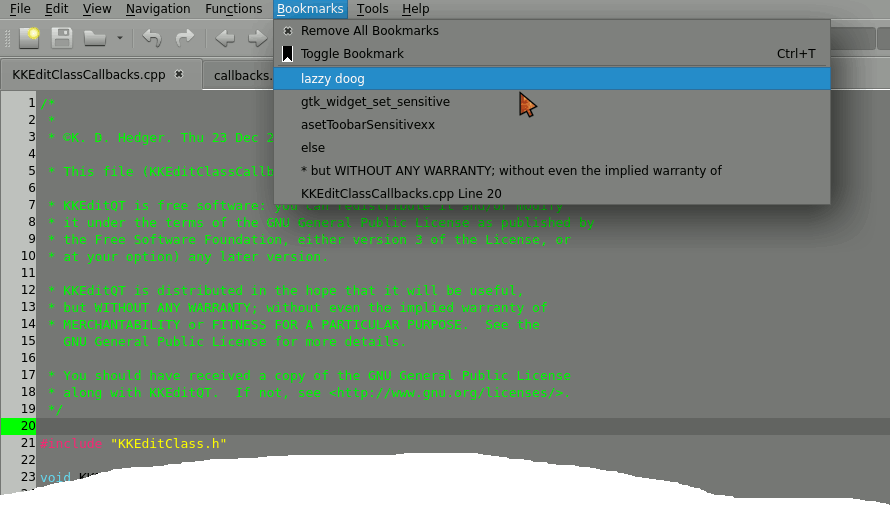 File Edit View Navigation Functions Bookmarks Tools Help
Remove All Bookmarks
Toggle Bookmark Ctrl+T
lazzy doog
gtk_widget_set_sensitive
asetToobarSensitivexx
else
* but WITHOUT ANY WARRANTY; without even the implied warranty of
KKEditClassCallbacks.cpp Line 20
KKEditClassCallbacks.cpp callbacks.
1 /*
2 *
3 * ©K. D. Hedger. Thu 23 Dec
4
5 * This file
6
7 * KKEditQT is free software; you can redistribute it and/or modify
8 * it under the terms of the GNU General Public License as published by
9 * the Free Software Foundation, either version 3 of the License, or
10 * at your option) any later version.
11
12 * KKEditQT is distributed in the hope that it will be useful,
13 * but WITHOUT ANY WARRANTY; without even the implied warranty of
14 * MERCHANTABILITY or FITNESS FOR A PARTICULAR PURPOSE. See the
15 GNU General Public License for more details.
16
17 * You should have received a copy of the GNU General Public License
18 * along with KKEditQT. If not, see <http://www.gnu.org/licenses/>.
19 */
20
21 #include "KKEditClass.h"
22
23 void